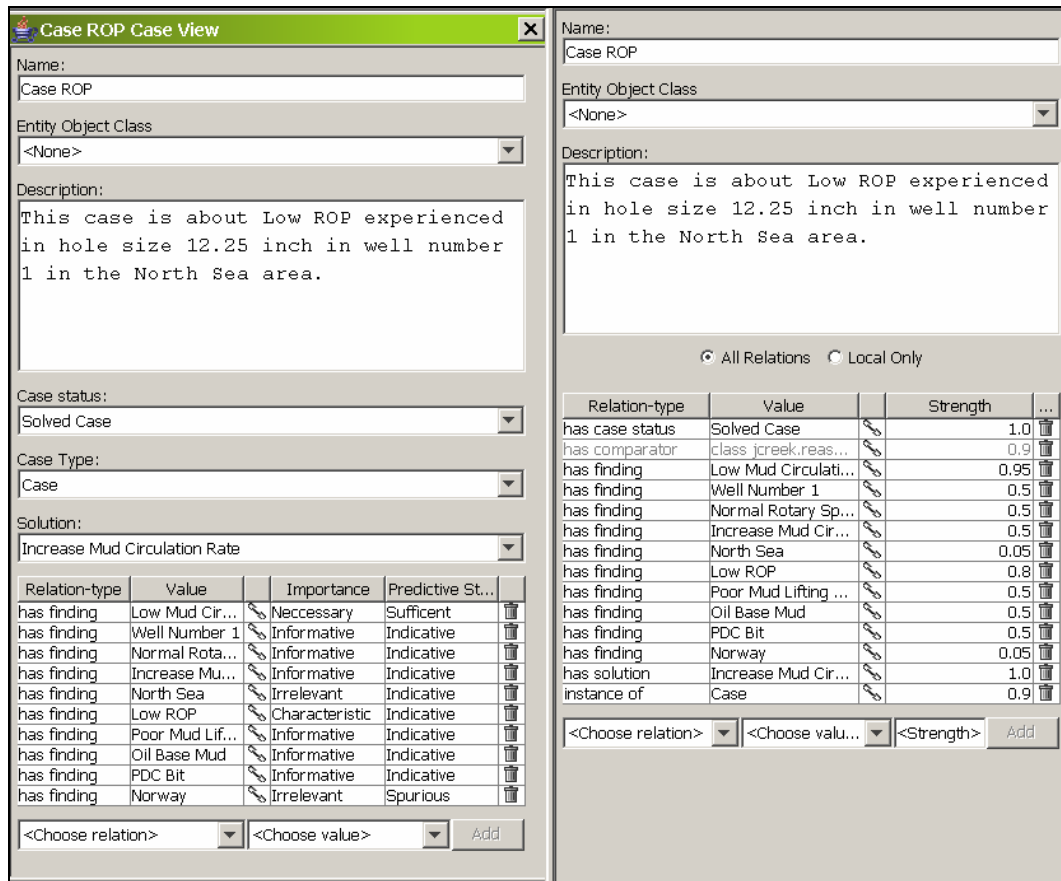 Case ROP Case View
Name:
Case ROP
Entity Object Class
<None>
Description:
This case is about Low ROP experienced
in hole size 12.25 inch in well number
1 in the North Sea area.
Case status:
Solved Case
Case Type:
Case
Solution:
Increase Mud Circulation Rate
Relation-type Value Importance Predictive St...
has finding Low Mud Cir... Neccessary Sufficent
has finding Well Number 1 Informative Indicative
has finding Normal Rota... Informative Indicative
has finding Increase Mu... Informative Indicative
has finding North Sea Irrelevant Indicative
has finding Low ROP Characteristic Indicative
has finding Poor Mud Lif... Informative Indicative
has finding Oil Base Mud Informative Indicative
has finding PDC Bit Informative Indicative
has finding Norway Irrelevant Spurious
<Choose relation> <Choose value> Add
Name:
Case ROP
Entity Object Class
<None>
Description:
This case is about Low ROP experienced
in hole size 12.25 inch in well number
1 in the North Sea area.
All Relations Local Only
Relation-type Value Strength ...
has case status Solved Case 1.0
has comparator class jcreek.reas... 0.9
has finding Low Mud Circulati... 0.95
has finding Well Number 1 0.5
has finding Normal Rotary Sp... 0.5
has finding Increase Mud Cir... 0.5
has finding North Sea 0.05
has finding Low ROP 0.8
has finding Poor Mud Lifting ... 0.5
has finding Oil Base Mud 0.5
has finding PDC Bit 0.5
has finding Norway 0.05
has solution Increase Mud Cir... 1.0
instance of Case 0.9
<Choose relation> <Choose valu... <Strength> Add